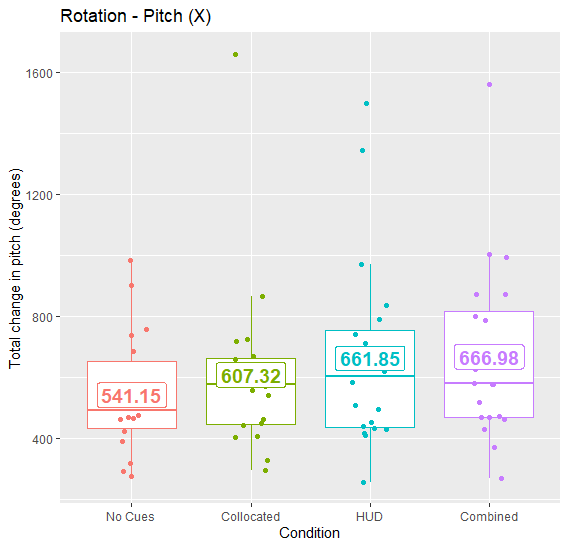 Rotation - Pitch (X)
Total change in pitch (degrees)
1600
1200
800
400
541.15
607.32
661.85
666.98
No Cues
Collocated
HUD
Combined
Condition